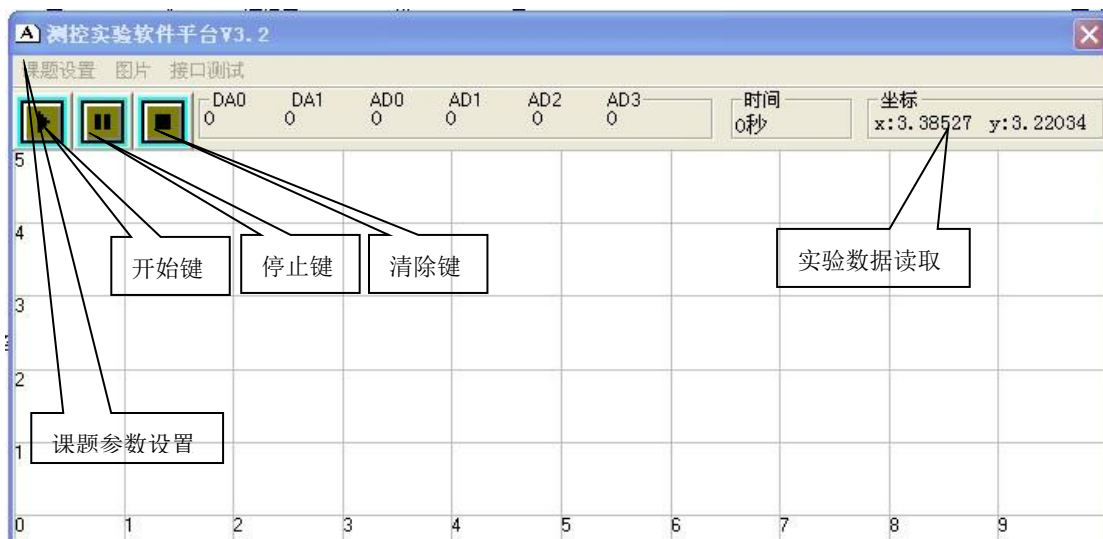 测控实验软件平台V3.2
课题设置 图片 接口测试
DA0 DA1 AD0 AD1 AD2 AD3 时间 坐标
0 0 0 0 0 0 0秒 x:3.38527 y:3.22034
5
4
开始键 停止键 清除键 实验数据读取
3
2
课题参数设置
1
0 1 2 3 4 5 6 7 8 9